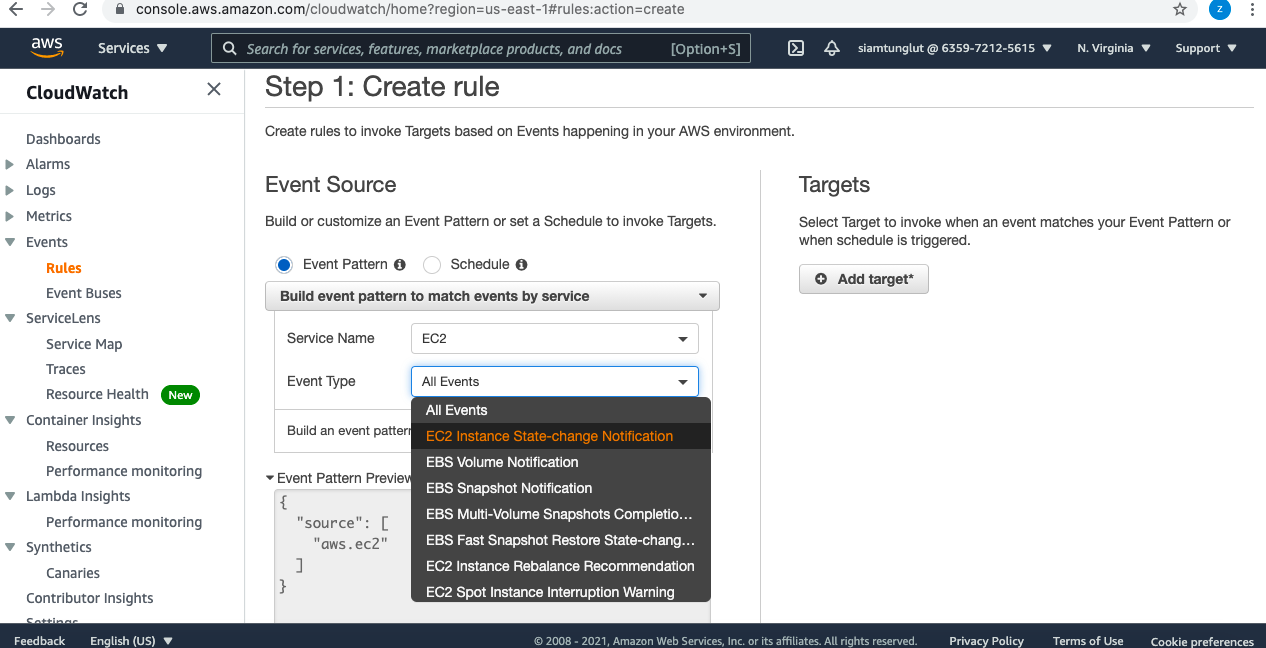 console.aws.amazon.com/cloudwatch/home?region=us-east-1#rules:action=create
z
aws
Services
Search for services, features, marketplace products, and docs
[Option+S]
siamtunglut @ 6359-7212-5615
N. Virginia
Support
CloudWatch
Dashboards
Alarms
Logs
Metrics
Events
Rules
Event Buses
ServiceLens
Service Map
Traces
Resource Health New
Container Insights
Resources
Performance monitoring
Lambda Insights
Performance monitoring
Synthetics
Canaries
Contributor Insights
Settings
Step 1: Create rule
Create rules to invoke Targets based on Events happening in your AWS environment.
Event Source
Build or customize an Event Pattern or set a Schedule to invoke Targets.
Event Pattern
Schedule
Build event pattern to match events by service
Service Name
EC2
Event Type
All Events
All Events
EC2 Instance State-change Notification
EBS Volume Notification
EBS Snapshot Notification
EBS Multi-Volume Snapshots Completio...
EBS Fast Snapshot Restore State-chang...
EC2 Instance Rebalance Recommendation
EC2 Spot Instance Interruption Warning
Build an event pattern
Event Pattern Preview
{
"source": [
"aws.ec2"
]
}
Targets
Select Target to invoke when an event matches your Event Pattern or
when schedule is triggered.
Add target*
Feedback
English (US)
© 2008 - 2021, Amazon Web Services, Inc. or its affiliates. All rights reserved.
Privacy Policy
Terms of Use
Cookie preferences